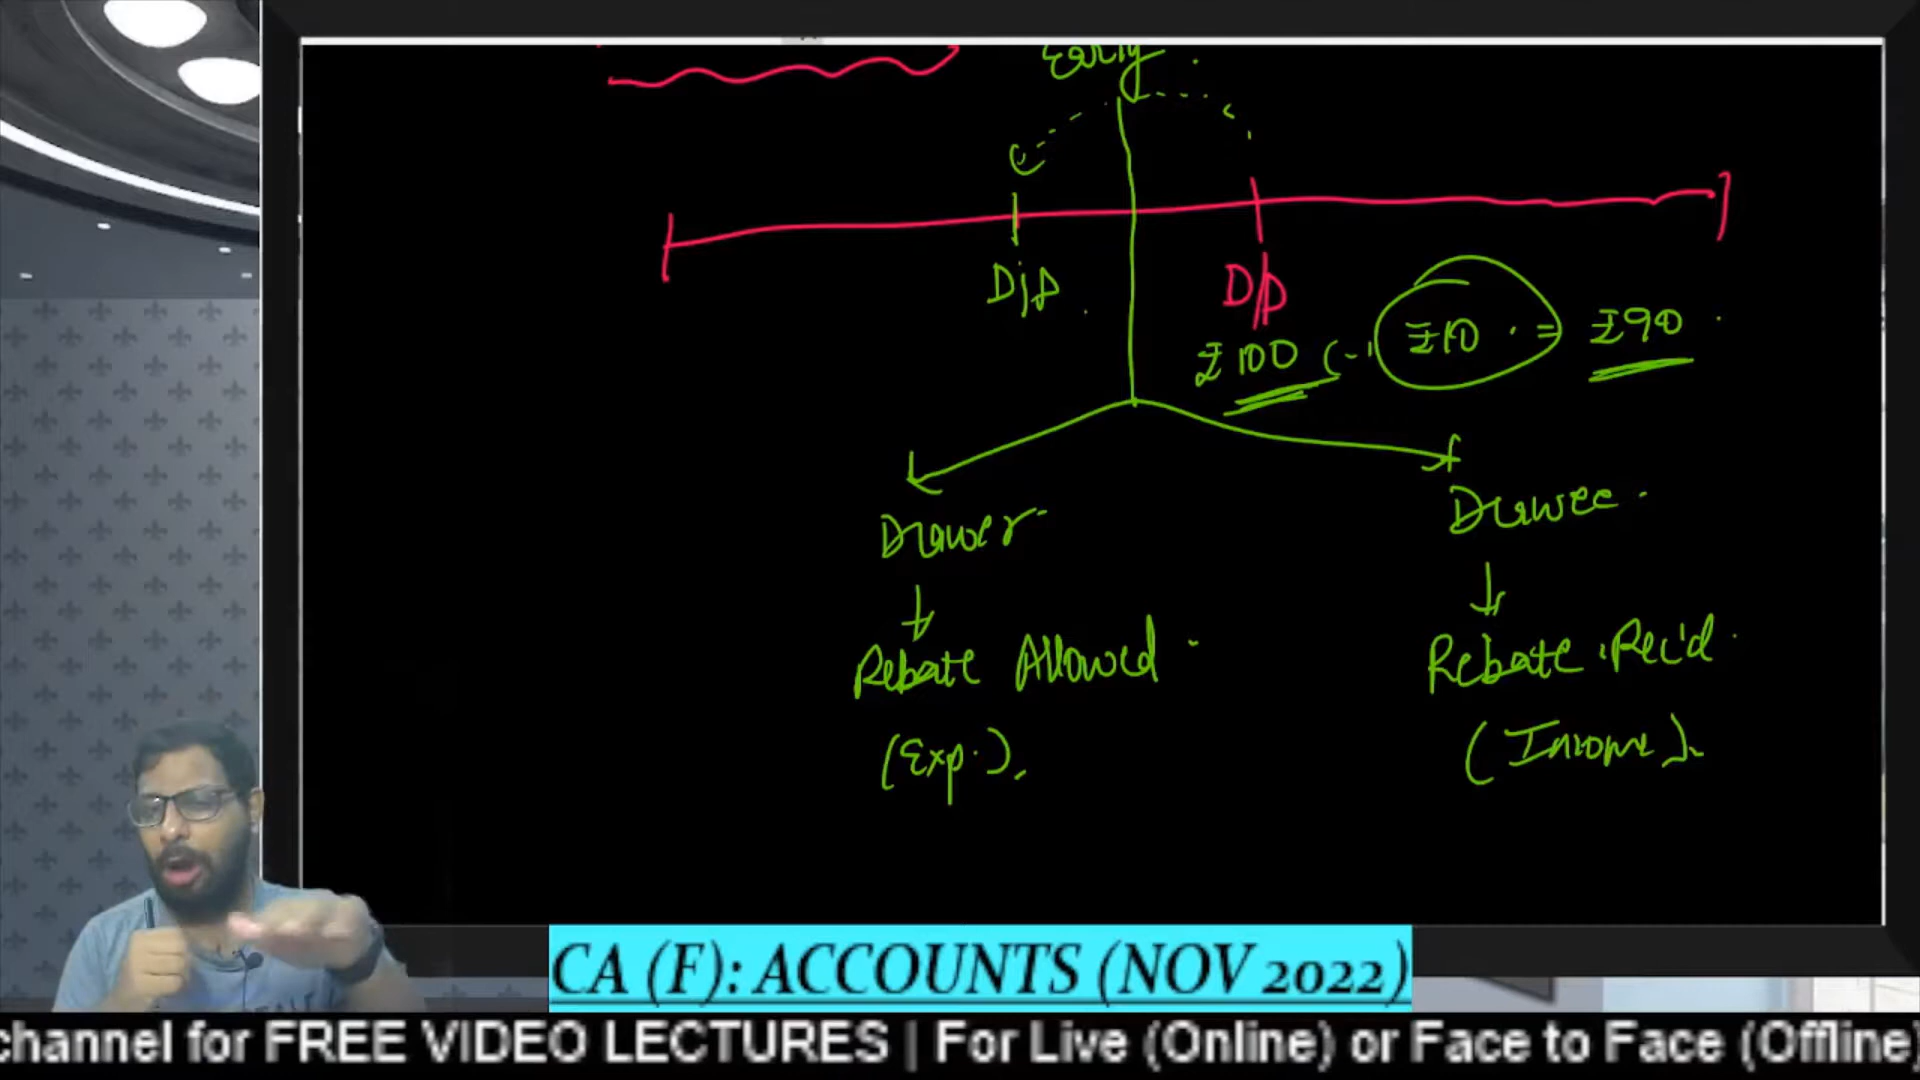 Early
D/D
D/D
₹100 (-) ₹10 = ₹90
Drawer
Drawee
Rebate Allowed
Rebate Rec'd
(Exp.)
(Income)
CA (F): ACCOUNTS (NOV 2022)
channel for FREE VIDEO LECTURES | For Live (Online) or Face to Face (Offline)